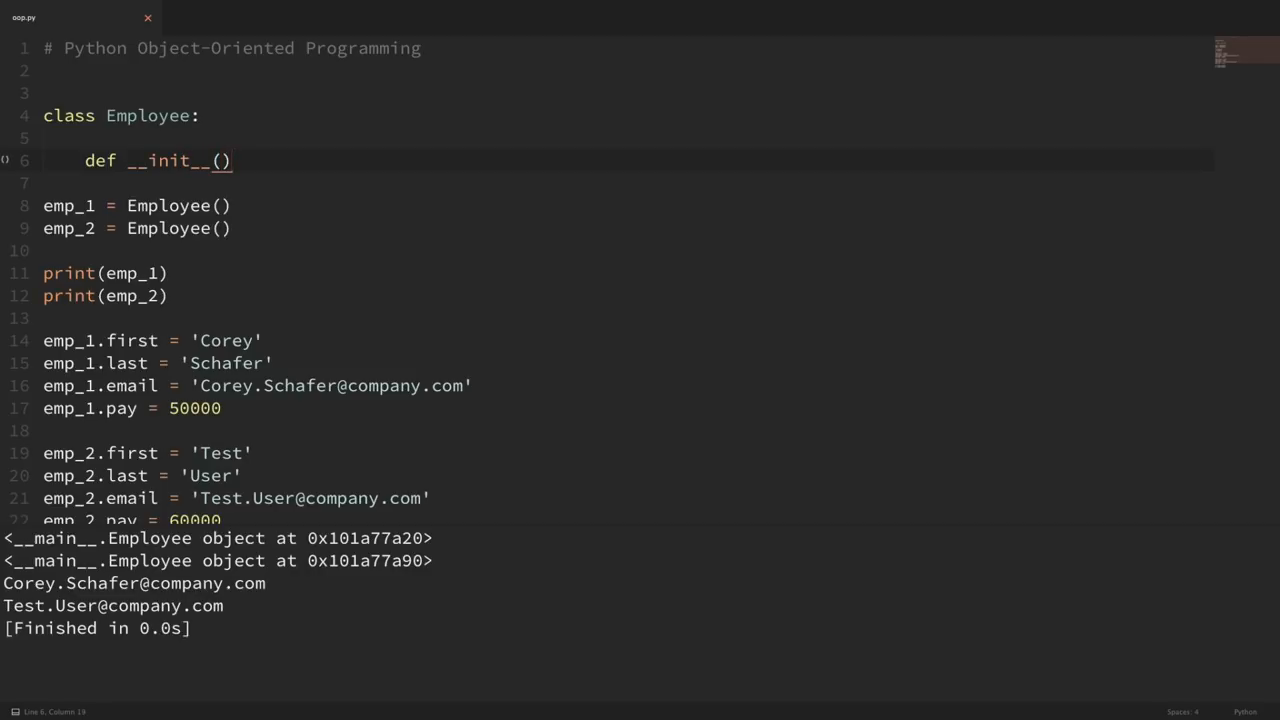 oop.py
1 # Python Object-Oriented Programming
2
3
4 class Employee:
5
() 6     def __init__()
7
8 emp_1 = Employee()
9 emp_2 = Employee()
10
11 print(emp_1)
12 print(emp_2)
13
14 emp_1.first = 'Corey'
15 emp_1.last = 'Schafer'
16 emp_1.email = 'Corey.Schafer@company.com'
17 emp_1.pay = 50000
18
19 emp_2.first = 'Test'
20 emp_2.last = 'User'
21 emp_2.email = 'Test.User@company.com'
22 emp_2.pay = 60000
<__main__.Employee object at 0x101a77a20>
<__main__.Employee object at 0x101a77a90>
Corey.Schafer@company.com
Test.User@company.com
[Finished in 0.0s]
Line 6, Column 19
Spaces: 4
Python